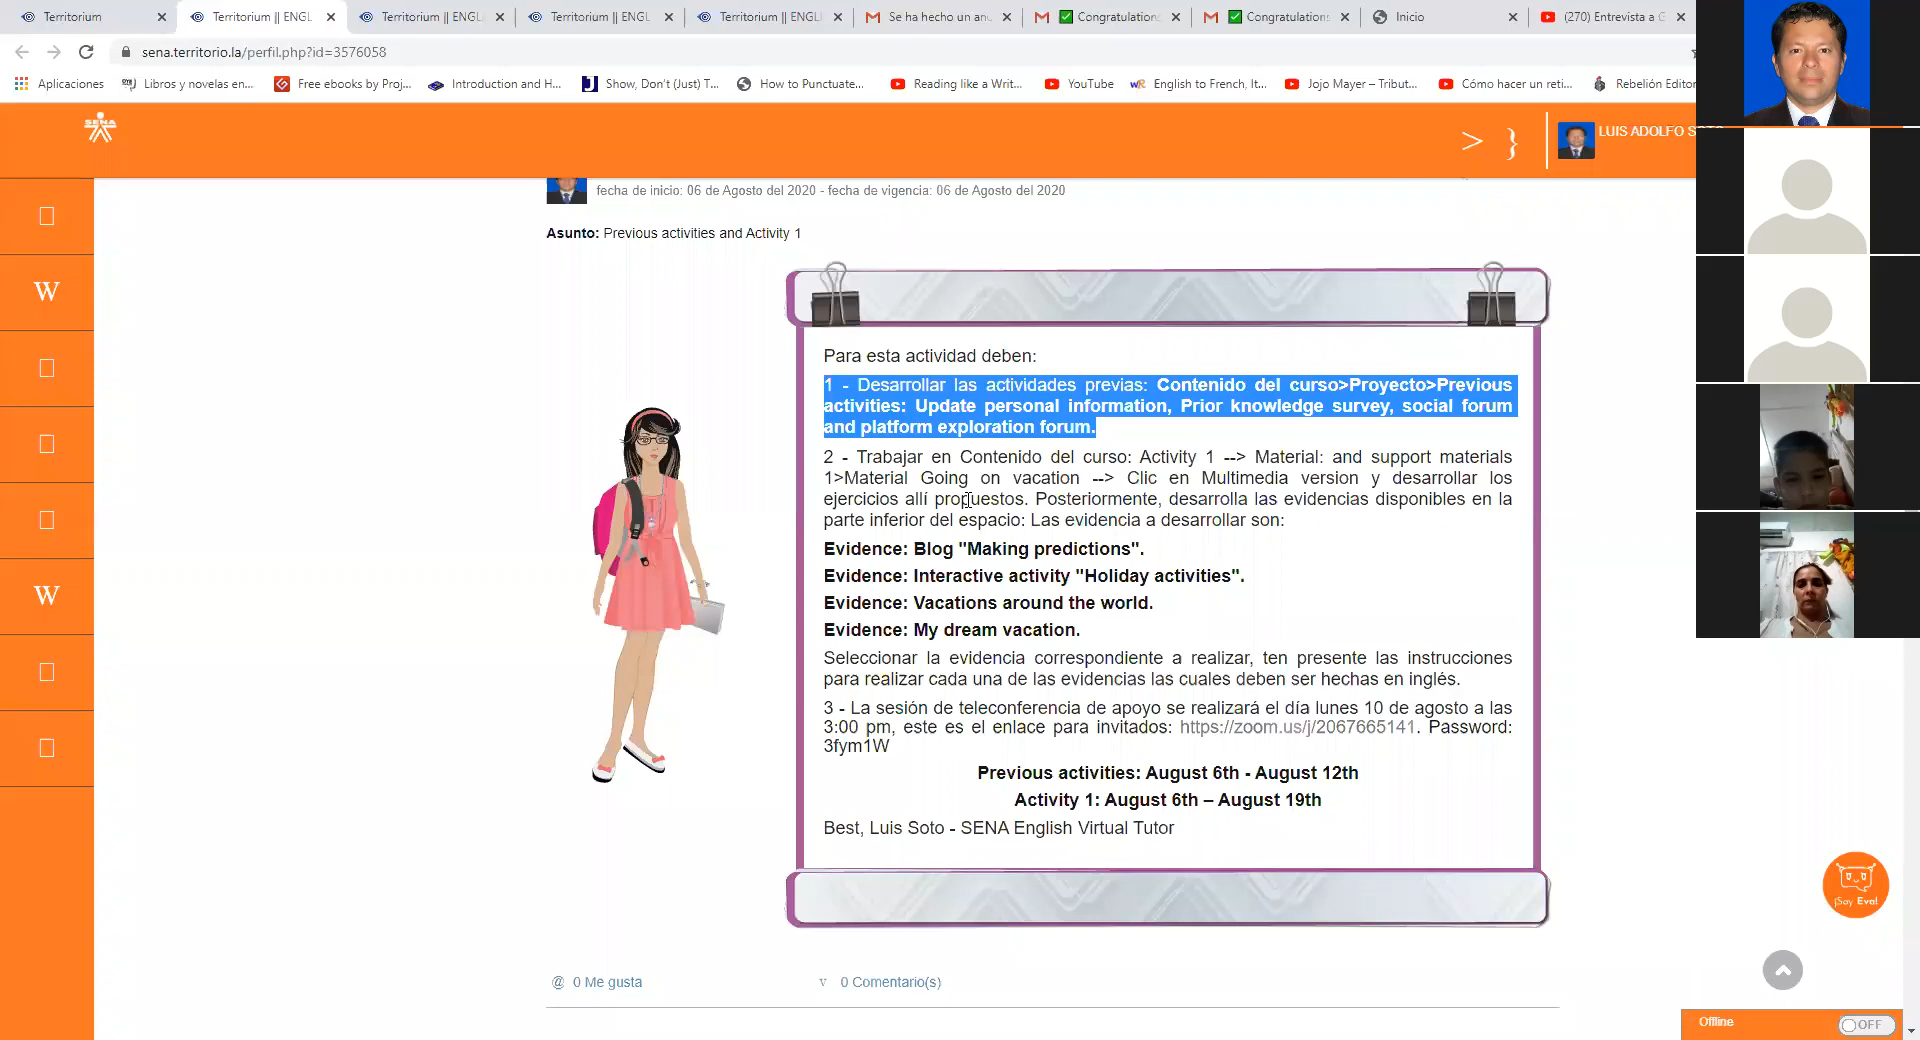 Territorium
Territorium || ENGL
Territorium || ENGL
Territorium || ENGL
Territorium || ENGL
Se ha hecho un anu
Congratulations
Congratulations
Inicio
(270) Entrevista a G
sena.territorio.la/perfil.php?id=3576058
Aplicaciones
Libros y novelas en...
Free ebooks by Proj...
Introduction and H...
Show, Don't (Just) T...
How to Punctuate...
Reading like a Writ...
YouTube
English to French, It...
Jojo Mayer – Tribut...
Cómo hacer un reti...
Rebelión Editor
SENA
> }
LUIS ADOLFO S
W
W
fecha de inicio: 06 de Agosto del 2020 - fecha de vigencia: 06 de Agosto del 2020
Asunto: Previous activities and Activity 1
Para esta actividad deben:
1 - Desarrollar las actividades previas: Contenido del curso>Proyecto>Previous
activities: Update personal information, Prior knowledge survey, social forum
and platform exploration forum.
2 - Trabajar en Contenido del curso: Activity 1 --> Material: and support materials
1>Material Going on vacation --> Clic en Multimedia version y desarrollar los
ejercicios allí propuestos. Posteriormente, desarrolla las evidencias disponibles en la
parte inferior del espacio: Las evidencia a desarrollar son:
Evidence: Blog "Making predictions".
Evidence: Interactive activity "Holiday activities".
Evidence: Vacations around the world.
Evidence: My dream vacation.
Seleccionar la evidencia correspondiente a realizar, ten presente las instrucciones
para realizar cada una de las evidencias las cuales deben ser hechas en inglés.
3 - La sesión de teleconferencia de apoyo se realizará el día lunes 10 de agosto a las
3:00 pm, este es el enlace para invitados: https://zoom.us/j/2067665141. Password:
3fym1W
Previous activities: August 6th - August 12th
Activity 1: August 6th – August 19th
Best, Luis Soto - SENA English Virtual Tutor
@ 0 Me gusta
v 0 Comentario(s)
¡Soy Eva!
Offline
OFF